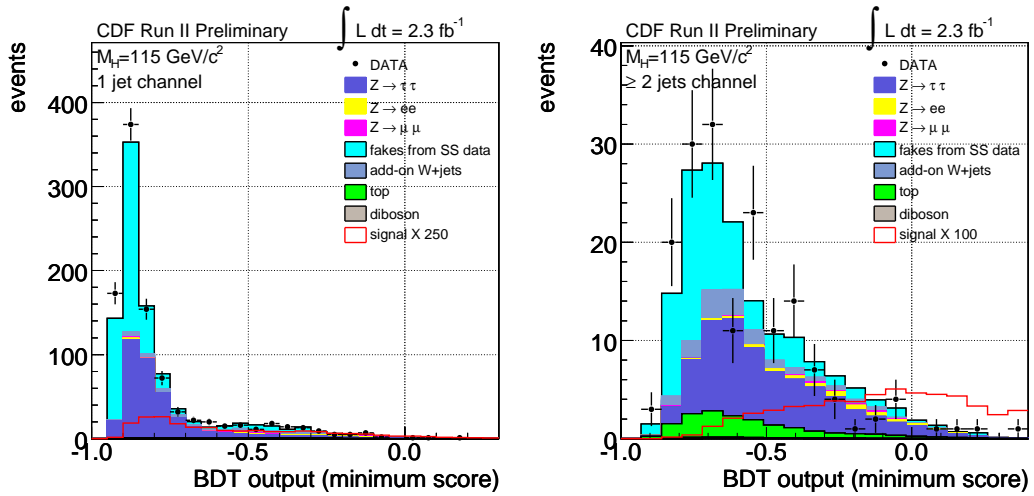 CDF Run II Preliminary ∫ L dt = 2.3 fb⁻¹
events
M_H=115 GeV/c²
1 jet channel
DATA
Z → τ τ
Z → ee
Z → μ μ
fakes from SS data
add-on W+jets
top
diboson
signal X 250
400
300
200
100
0
-1.0 -0.5 0.0
BDT output (minimum score)
CDF Run II Preliminary ∫ L dt = 2.3 fb⁻¹
events
M_H=115 GeV/c²
≥ 2 jets channel
DATA
Z → τ τ
Z → ee
Z → μ μ
fakes from SS data
add-on W+jets
top
diboson
signal X 100
40
30
20
10
0
-1.0 -0.5 0.0
BDT output (minimum score)